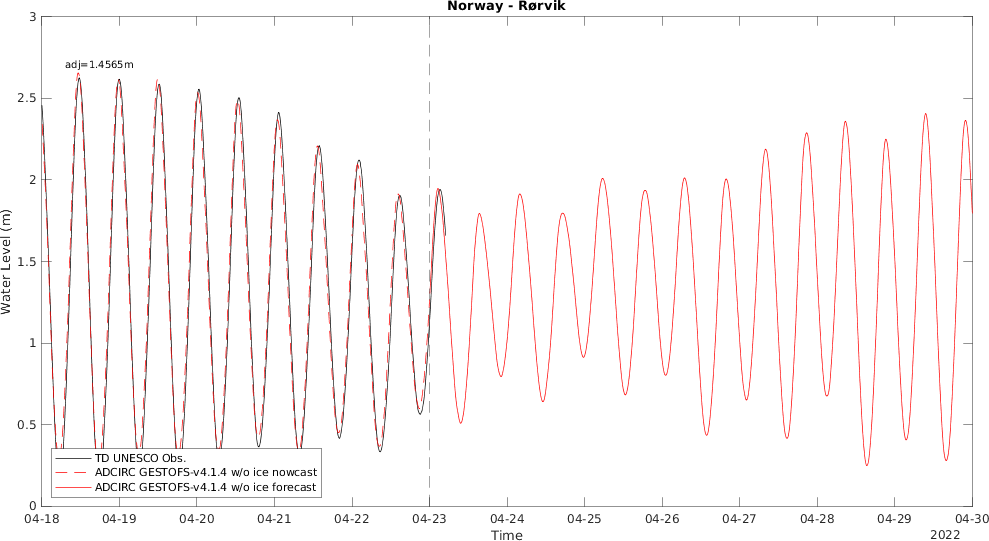 Norway - Rørvik
adj=1.4565m
3
2.5
2
1.5
1
0.5
0
Water Level (m)
TD UNESCO Obs.
ADCIRC GESTOFS-v4.1.4 w/o ice nowcast
ADCIRC GESTOFS-v4.1.4 w/o ice forecast
04-18 04-19 04-20 04-21 04-22 04-23 04-24 04-25 04-26 04-27 04-28 04-29 04-30
Time
2022